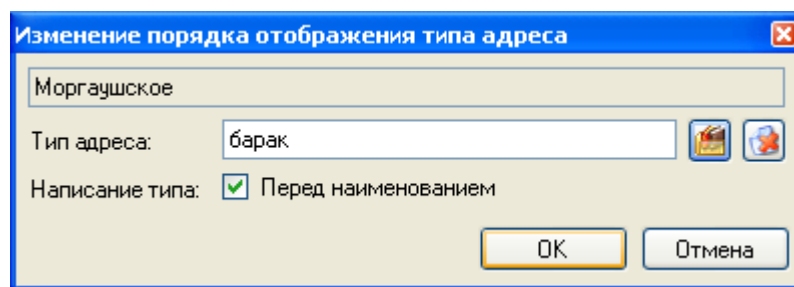 Изменение порядка отображения типа адреса
Моргаушское
Тип адреса: барак
Написание типа: Перед наименованием
OK Отмена